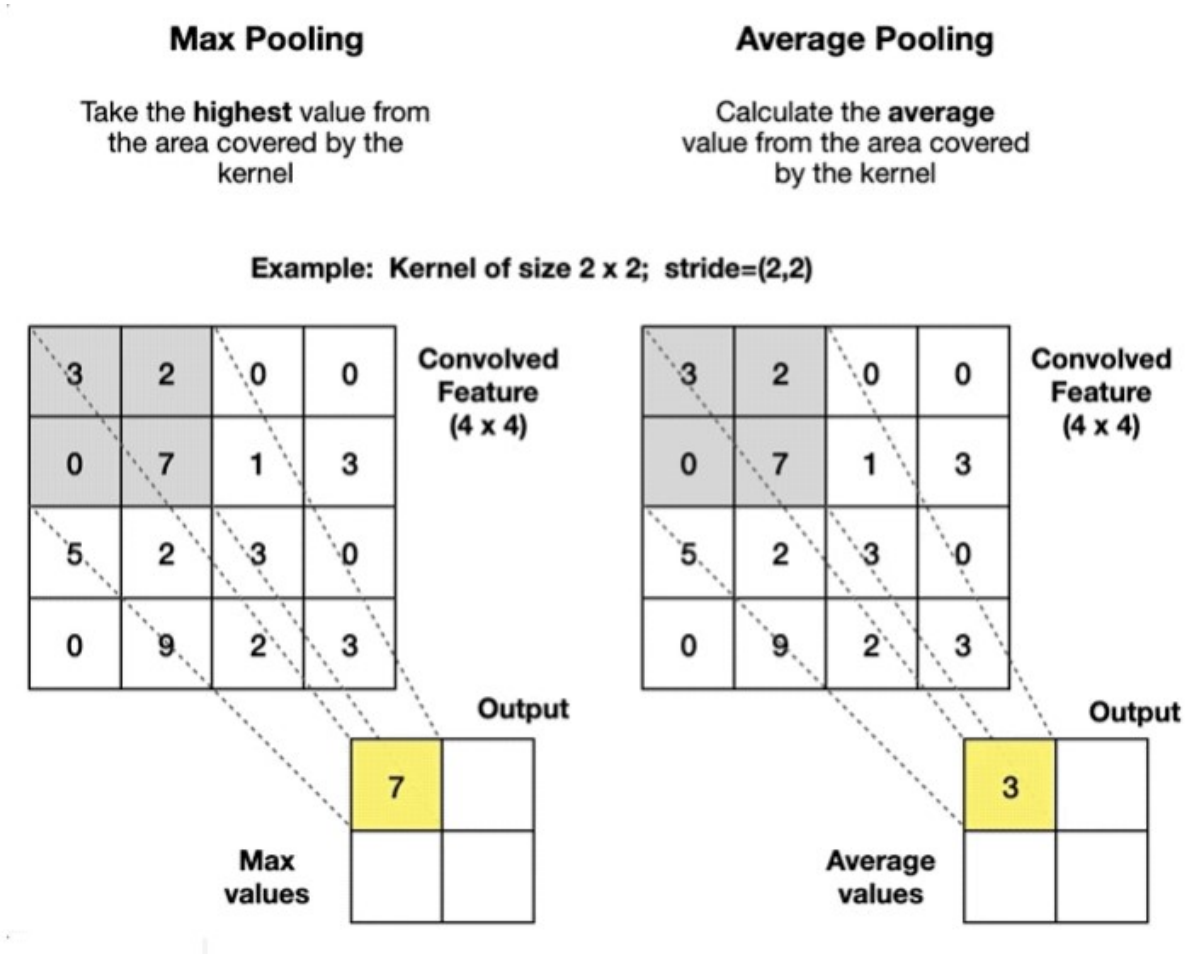 Max Pooling
Take the highest value from
the area covered by the
kernel
Average Pooling
Calculate the average
value from the area covered
by the kernel
Example: Kernel of size 2 x 2; stride=(2,2)
3 2 0 0
0 7 1 3
5 2 3 0
0 9 2 3
Convolved
Feature
(4 x 4)
Output
7
Max
values
3 2 0 0
0 7 1 3
5 2 3 0
0 9 2 3
Convolved
Feature
(4 x 4)
Output
3
Average
values